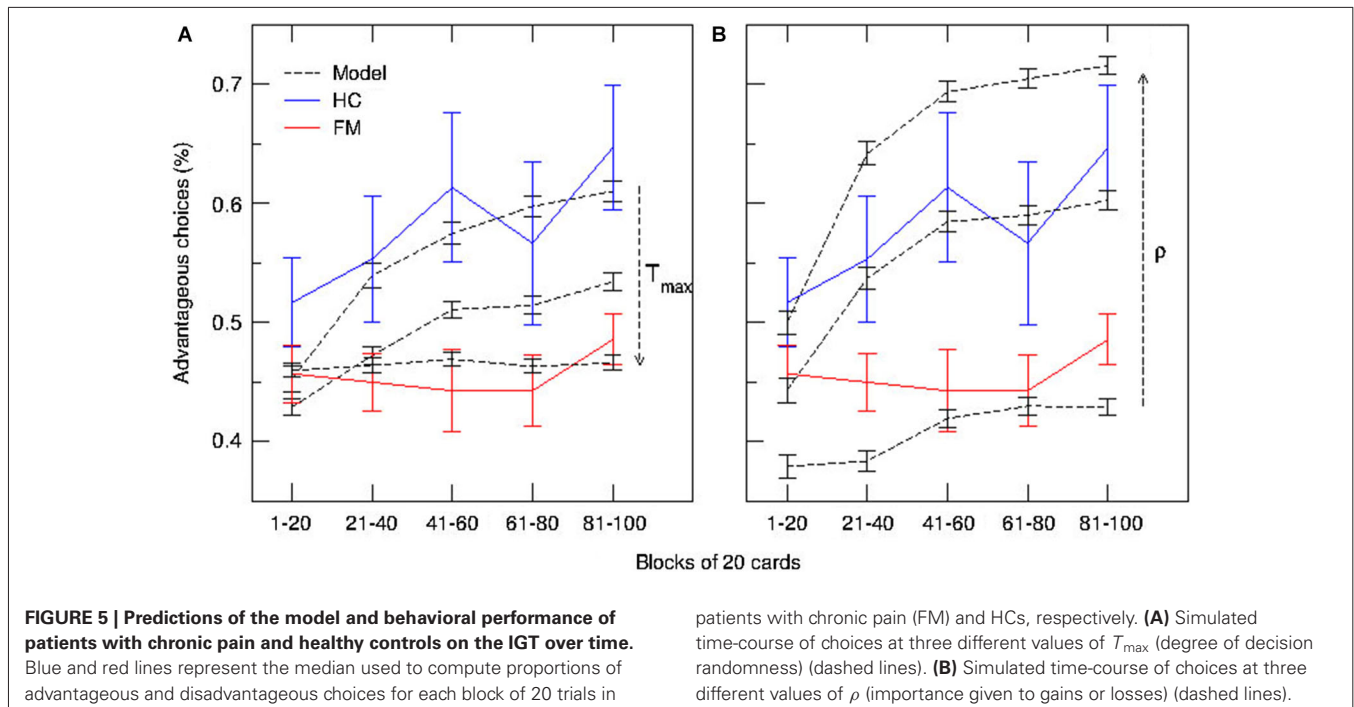 A
B
Model
HC
FM
0.7
0.6
0.5
0.4
Advantageous choices (%)
T max
ρ
1-20
21-40
41-60
61-80
81-100
1-20
21-40
41-60
61-80
81-100
Blocks of 20 cards
FIGURE 5 | Predictions of the model and behavioral performance of
patients with chronic pain and healthy controls on the IGT over time.
Blue and red lines represent the median used to compute proportions of
advantageous and disadvantageous choices for each block of 20 trials in
patients with chronic pain (FM) and HCs, respectively. (A) Simulated
time-course of choices at three different values of Tmax (degree of decision
randomness) (dashed lines). (B) Simulated time-course of choices at three
different values of ρ (importance given to gains or losses) (dashed lines).